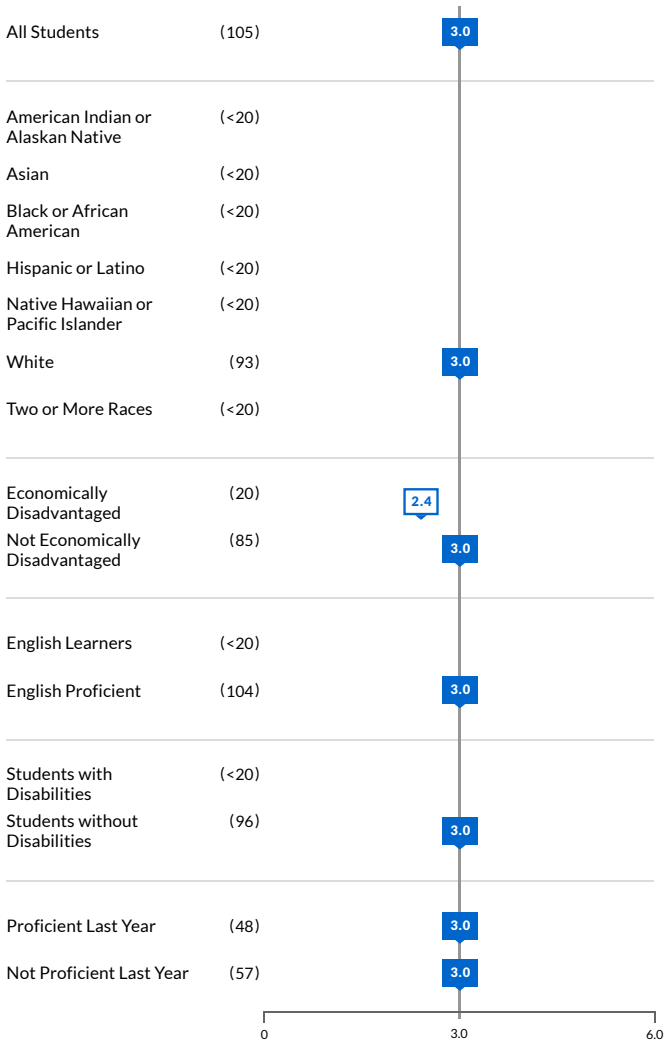 All Students (105) 3.0
American Indian or (<20)
Alaskan Native
Asian (<20)
Black or African (<20)
American
Hispanic or Latino (<20)
Native Hawaiian or (<20)
Pacific Islander
White (93) 3.0
Two or More Races (<20)
Economically (20) 2.4
Disadvantaged
Not Economically (85) 3.0
Disadvantaged
English Learners (<20)
English Proficient (104) 3.0
Students with (<20)
Disabilities
Students without (96) 3.0
Disabilities
Proficient Last Year (48) 3.0
Not Proficient Last Year (57) 3.0
0 3.0 6.0